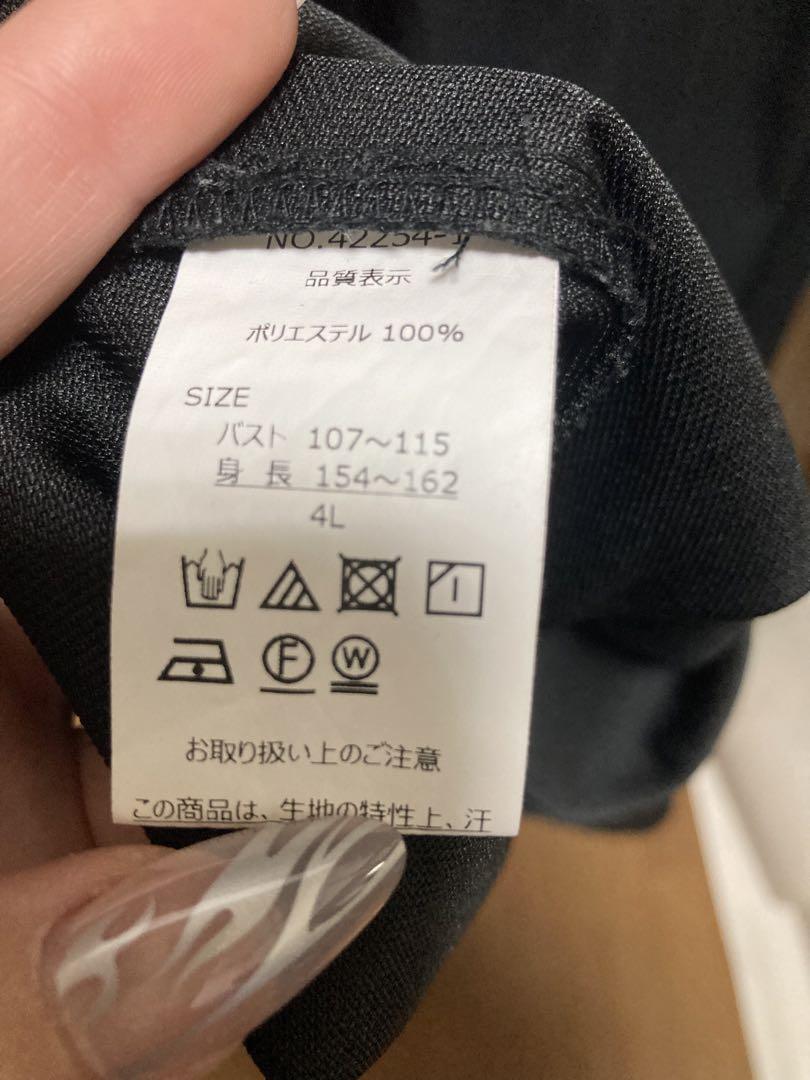 NO.42254-1
品質表示
ポリエステル 100%
SIZE
バスト 107～115
身 長 154～162
4L
F W
お取り扱い上のご注意
この商品は、生地の特性上、汗